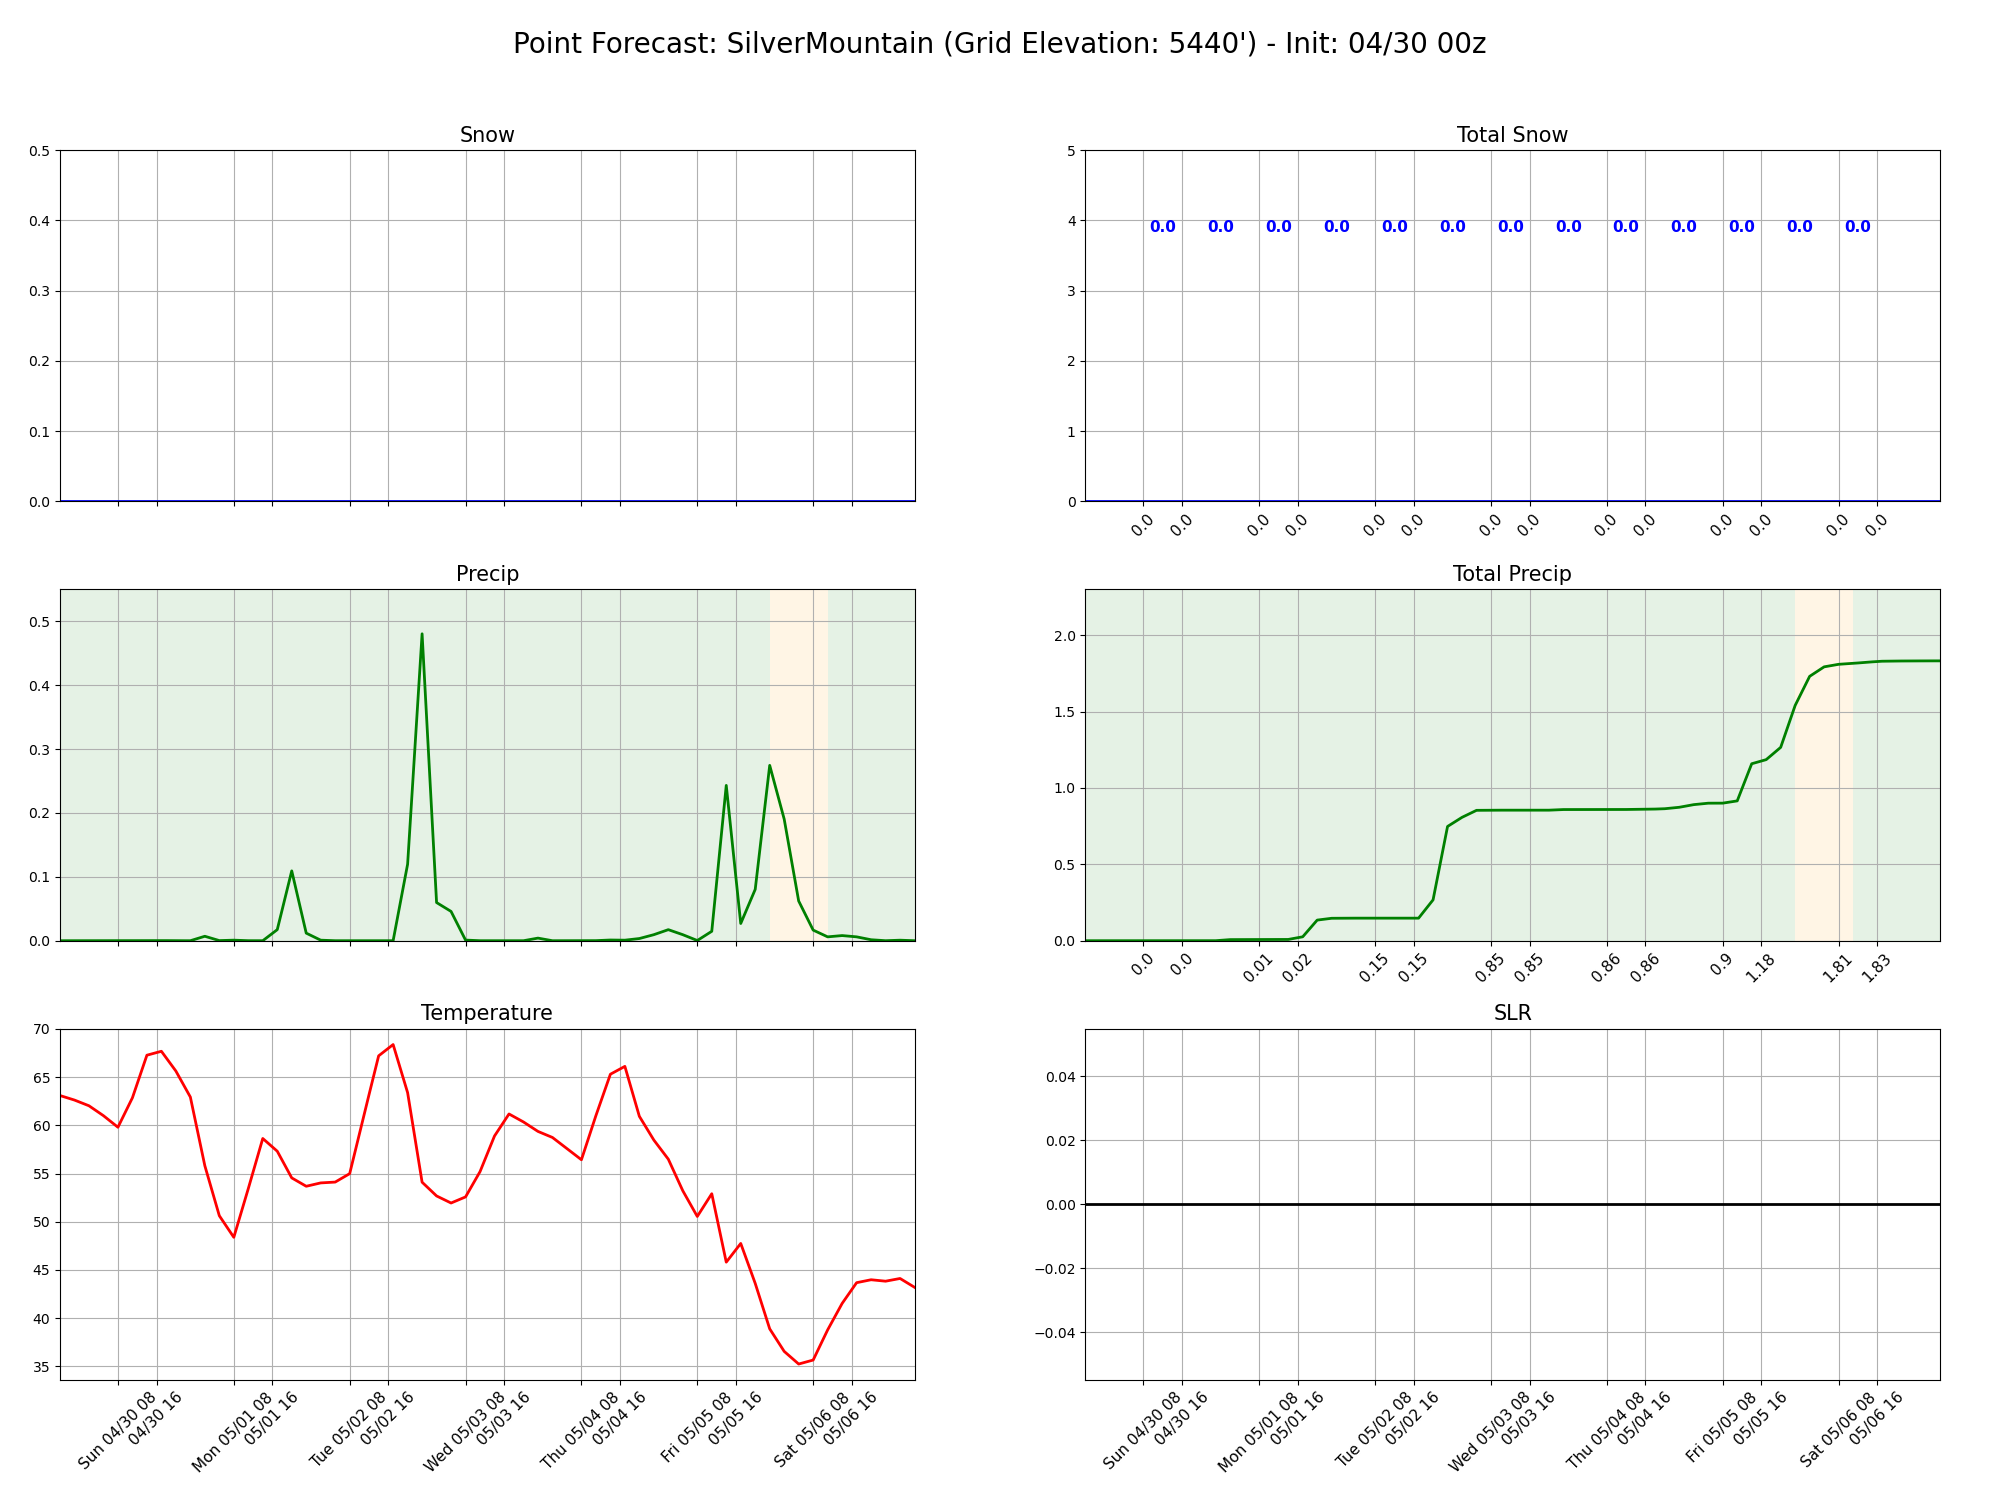 Point Forecast: SilverMountain (Grid Elevation: 5440') - Init: 04/30 00z
Snow
0.5
0.4
0.3
0.2
0.1
0.0
Total Snow
5
4
3
2
1
0
0.0 0.0 0.0 0.0 0.0 0.0 0.0 0.0 0.0 0.0 0.0 0.0 0.0
0.0 0.0 0.0 0.0 0.0 0.0 0.0 0.0 0.0 0.0 0.0 0.0 0.0 0.0
Precip
0.5
0.4
0.3
0.2
0.1
0.0
Total Precip
2.0
1.5
1.0
0.5
0.0
0.0 0.0 0.01 0.02 0.15 0.15 0.85 0.85 0.86 0.86 0.9 1.18 1.81 1.83
Temperature
70
65
60
55
50
45
40
35
Sun 04/30 08
04/30 16
Mon 05/01 08
05/01 16
Tue 05/02 08
05/02 16
Wed 05/03 08
05/03 16
Thu 05/04 08
05/04 16
Fri 05/05 08
05/05 16
Sat 05/06 08
05/06 16
SLR
0.04
0.02
0.00
−0.02
−0.04
Sun 04/30 08
04/30 16
Mon 05/01 08
05/01 16
Tue 05/02 08
05/02 16
Wed 05/03 08
05/03 16
Thu 05/04 08
05/04 16
Fri 05/05 08
05/05 16
Sat 05/06 08
05/06 16